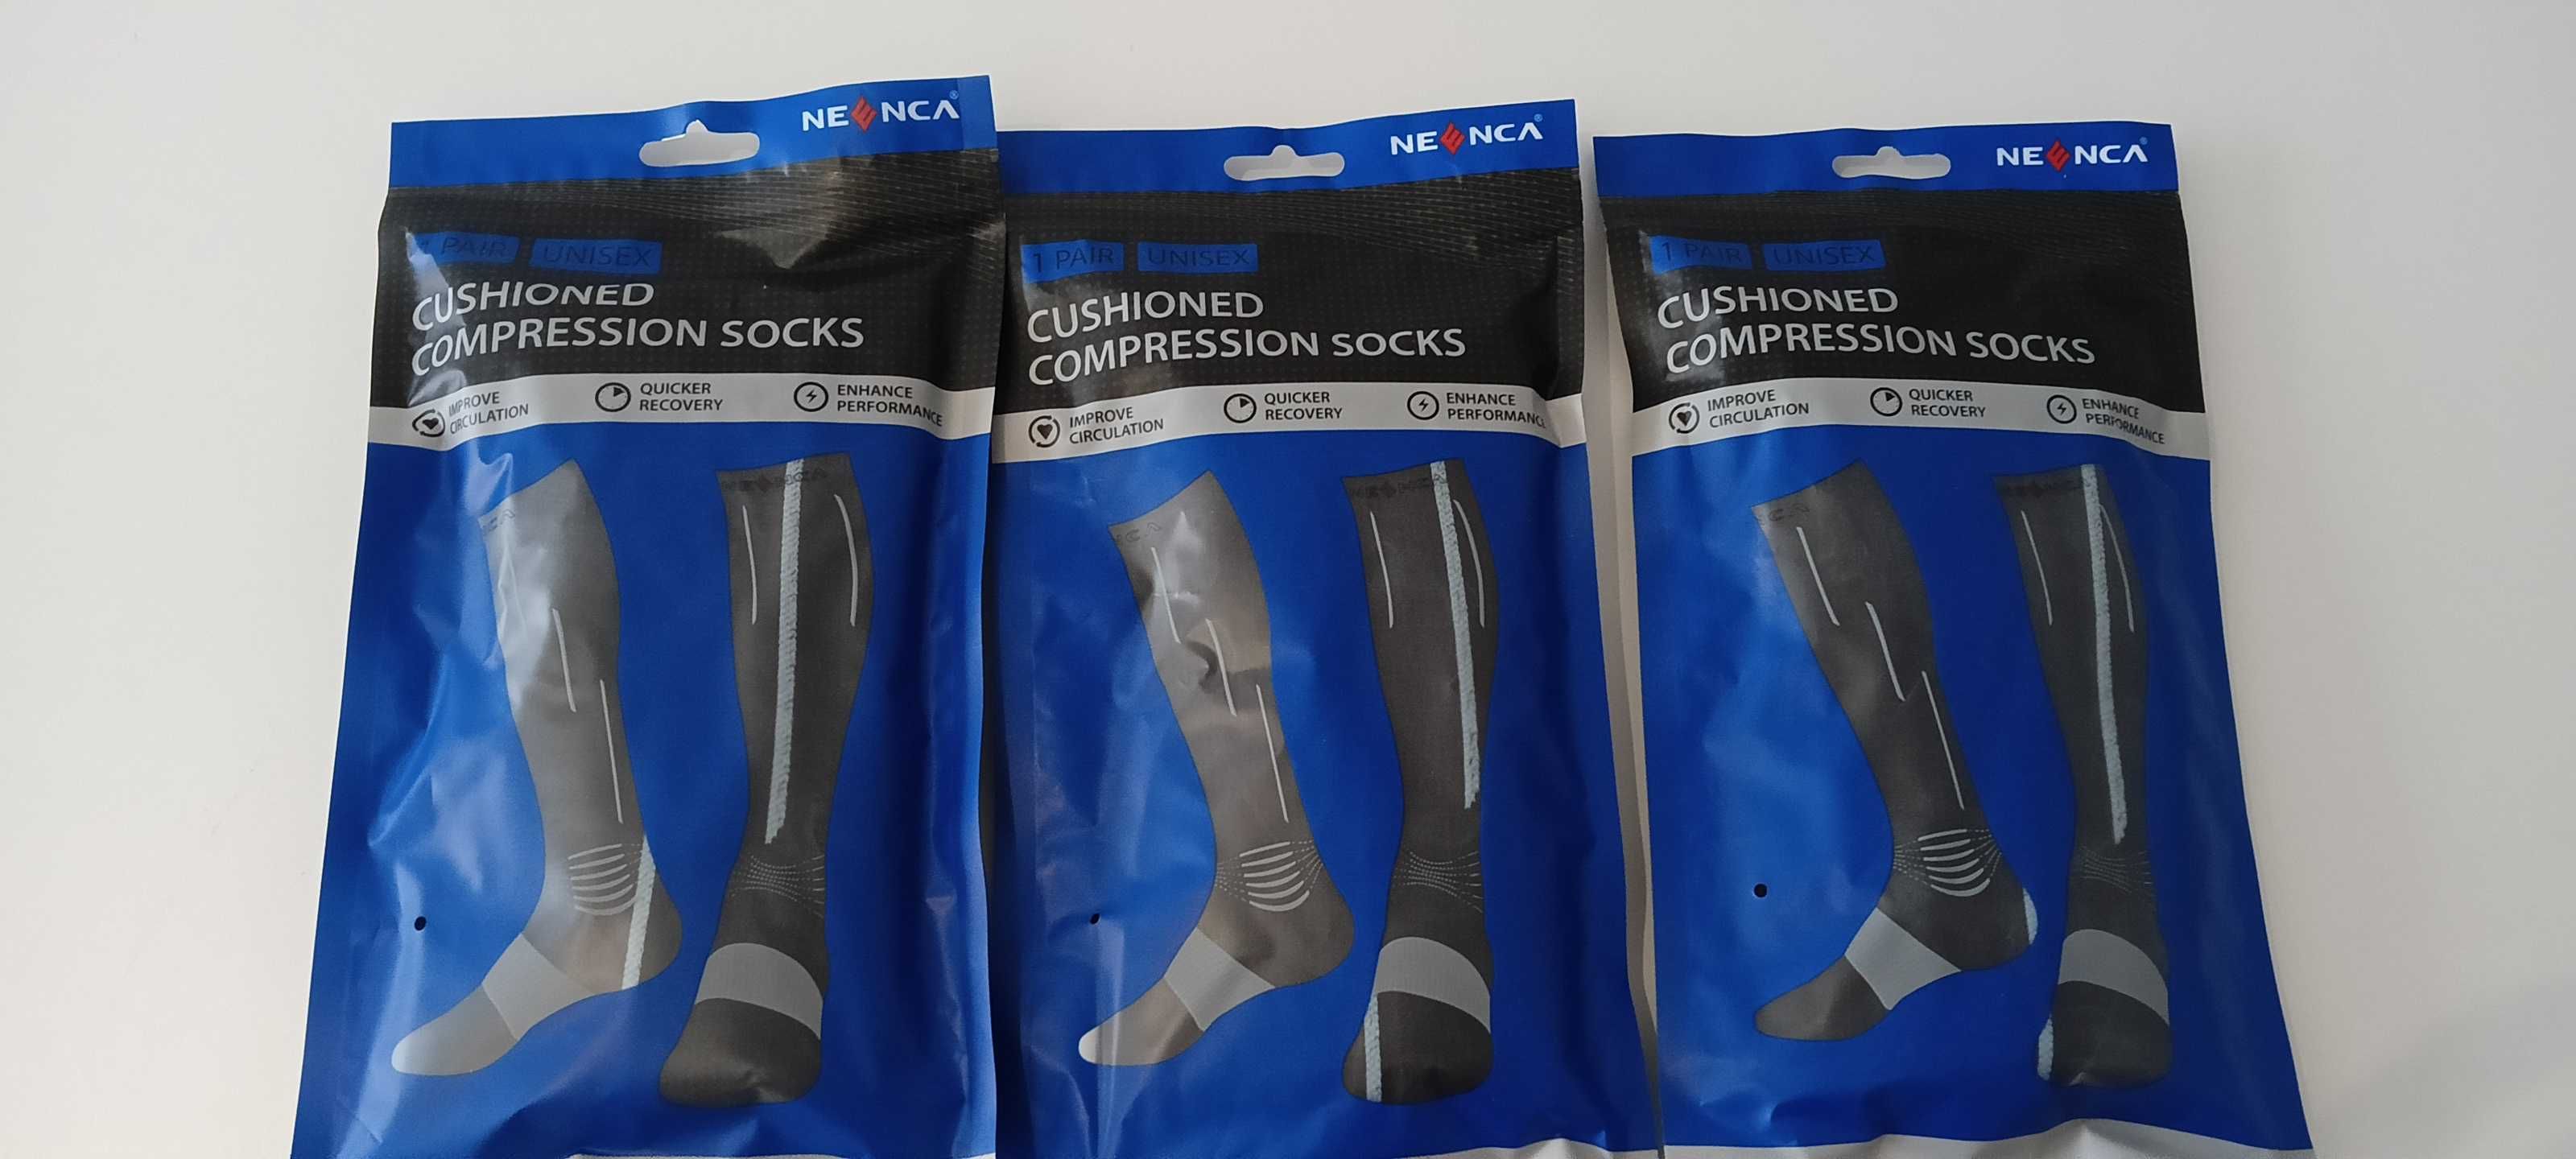 NEENCA®
1 PAIR UNISEX
CUSHIONED
COMPRESSION SOCKS
IMPROVE
CIRCULATION
QUICKER
RECOVERY
ENHANCE
PERFORMANCE
NEENCA
NEENCA®
1 PAIR UNISEX
CUSHIONED
COMPRESSION SOCKS
IMPROVE
CIRCULATION
QUICKER
RECOVERY
ENHANCE
PERFORMANCE
NEENCA
NEENCA®
1 PAIR UNISEX
CUSHIONED
COMPRESSION SOCKS
IMPROVE
CIRCULATION
QUICKER
RECOVERY
ENHANCE
PERFORMANCE